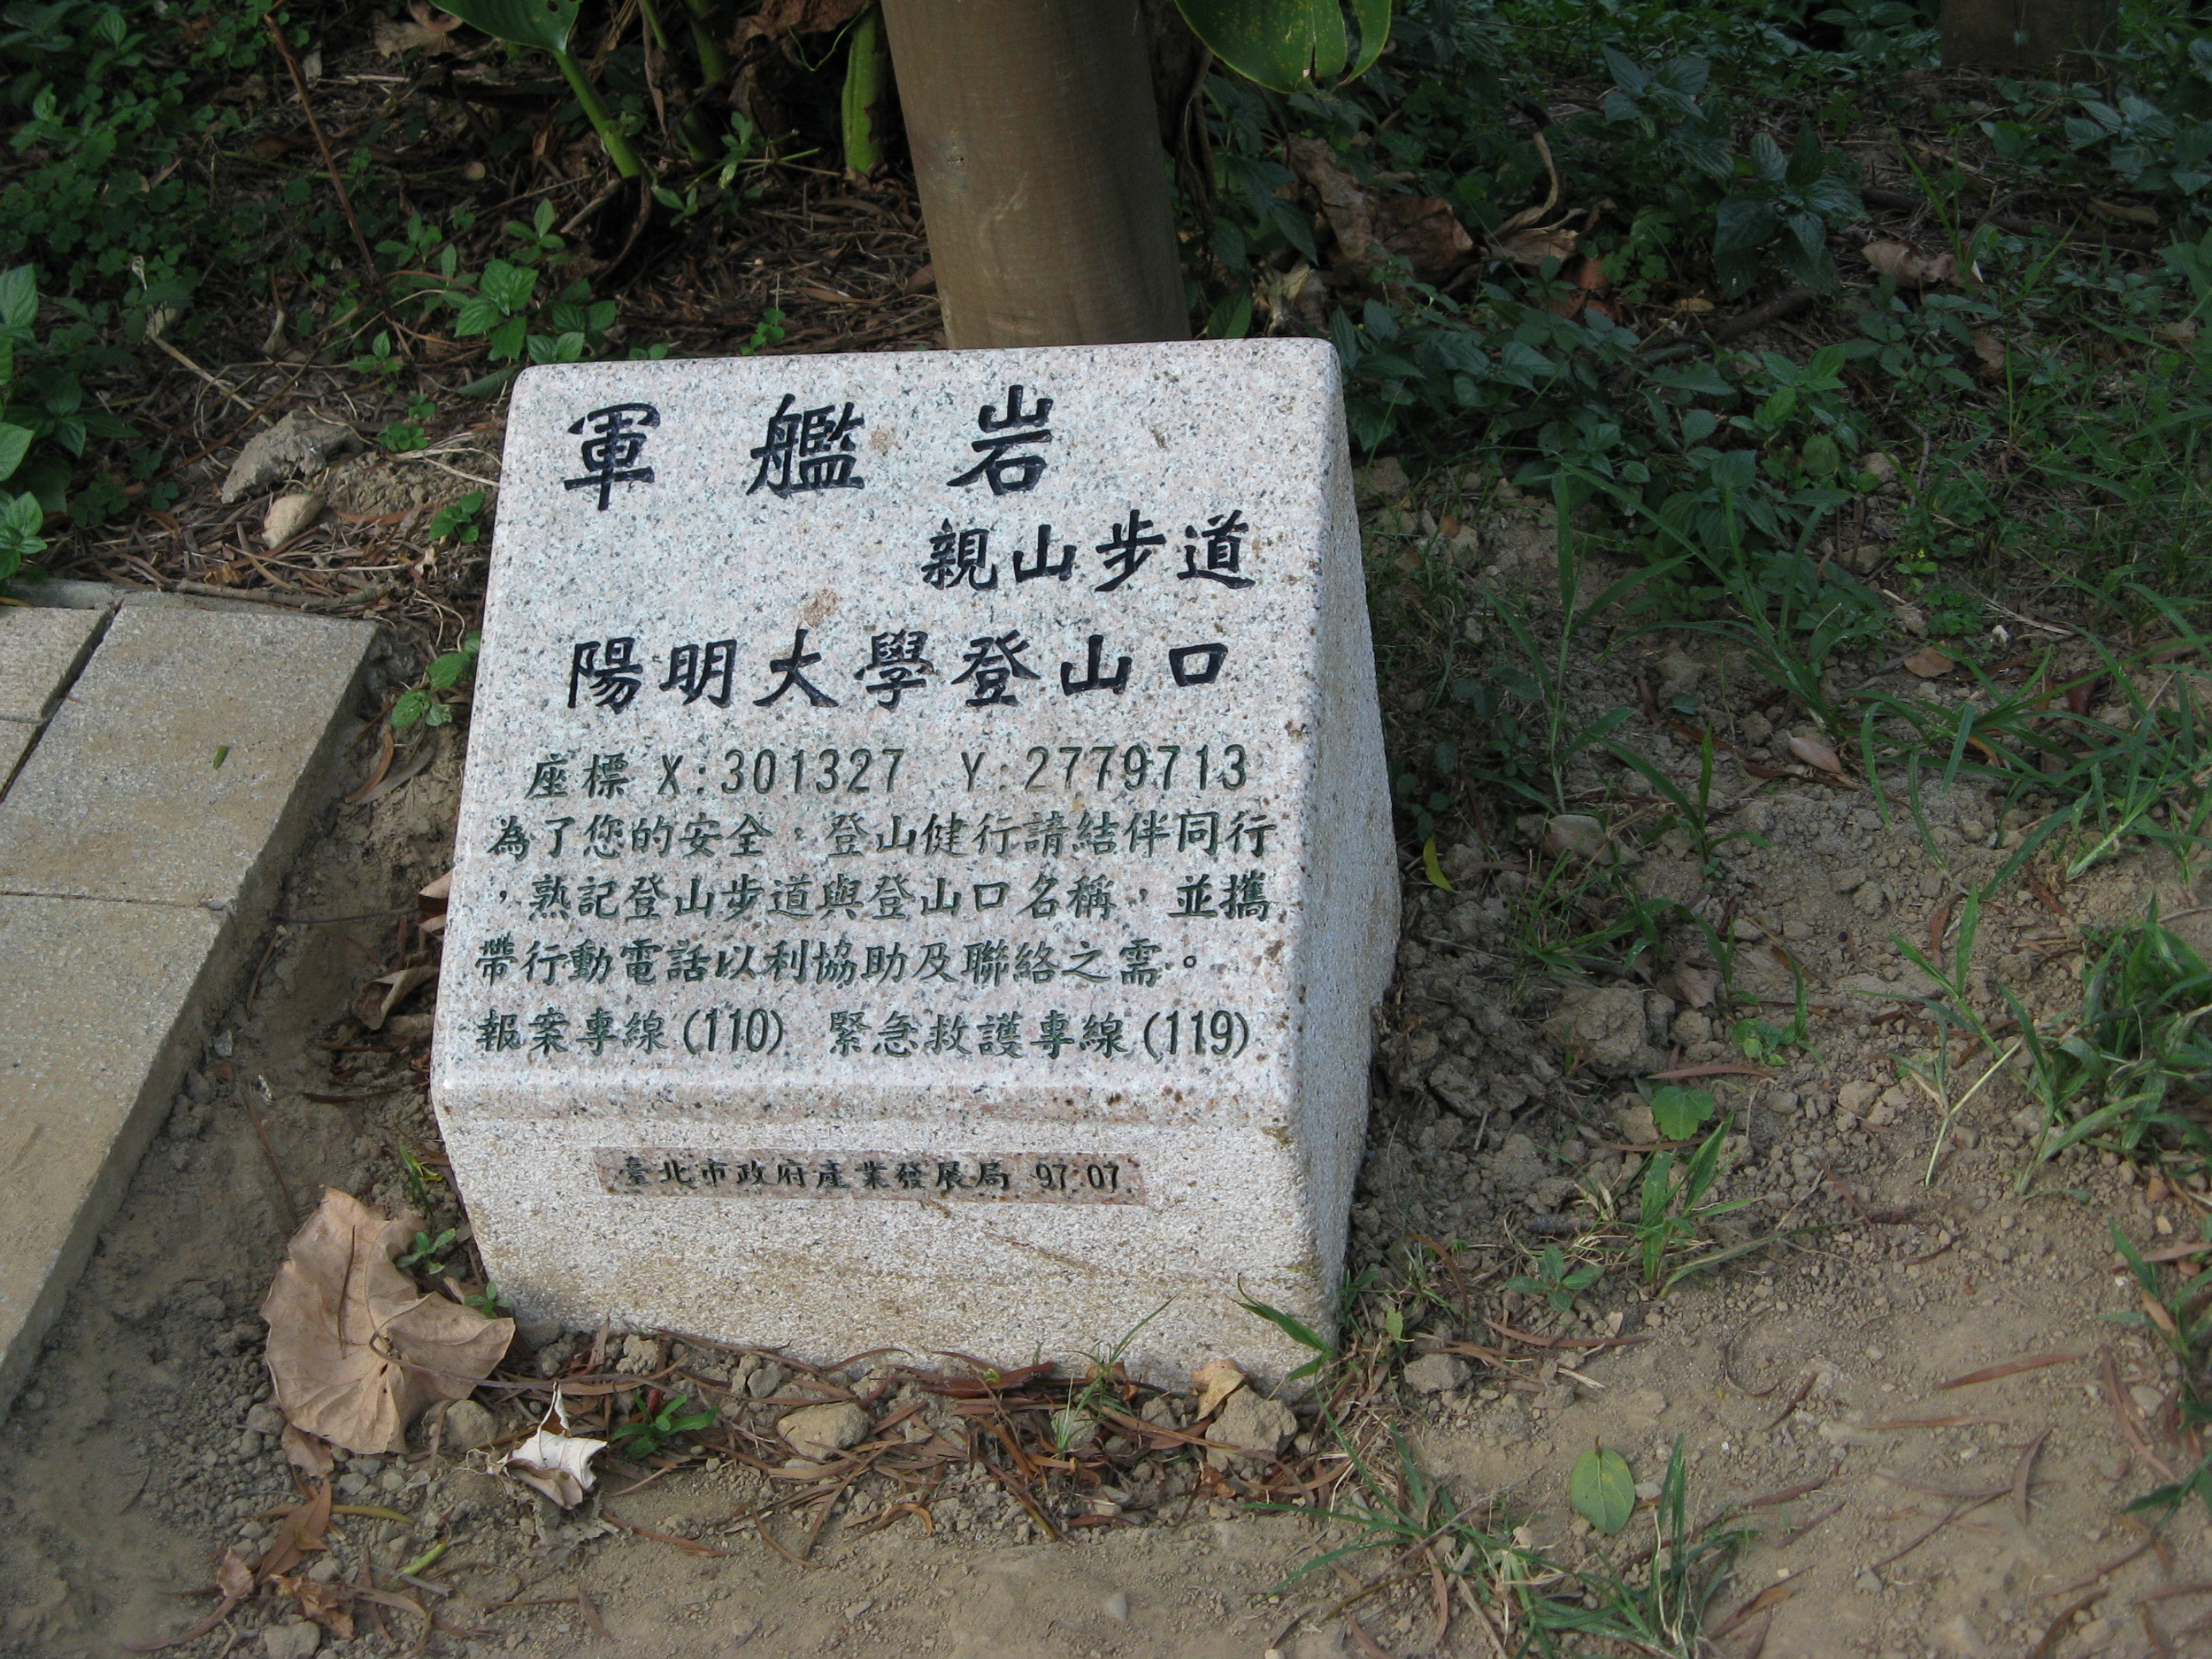 軍艦岩
親山步道
陽明大學登山口
座標 X:301327 Y:2779713
為了您的安全，登山健行請結伴同行
，熟記登山步道與登山口名稱，並攜
帶行動電話以利協助及聯絡之需。
報案專線(110) 緊急救護專線(119)
臺北市政府產業發展局 97.07